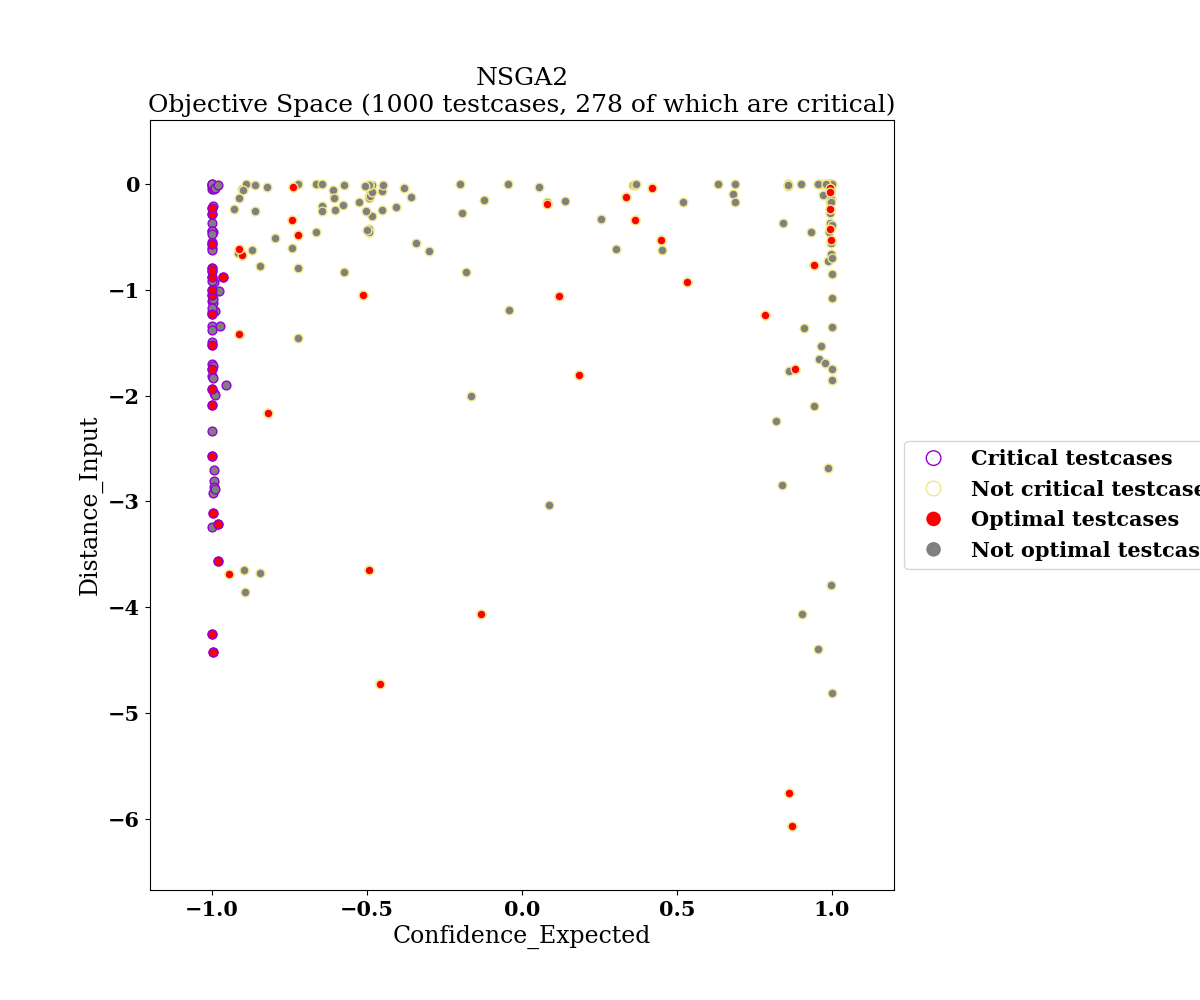 NSGA2
Objective Space (1000 testcases, 278 of which are critical)
0
−1
−2
−3
−4
−5
−6
Distance_Input
−1.0 −0.5 0.0 0.5 1.0
Confidence_Expected
Critical testcases
Not critical testcase
Optimal testcases
Not optimal testcas